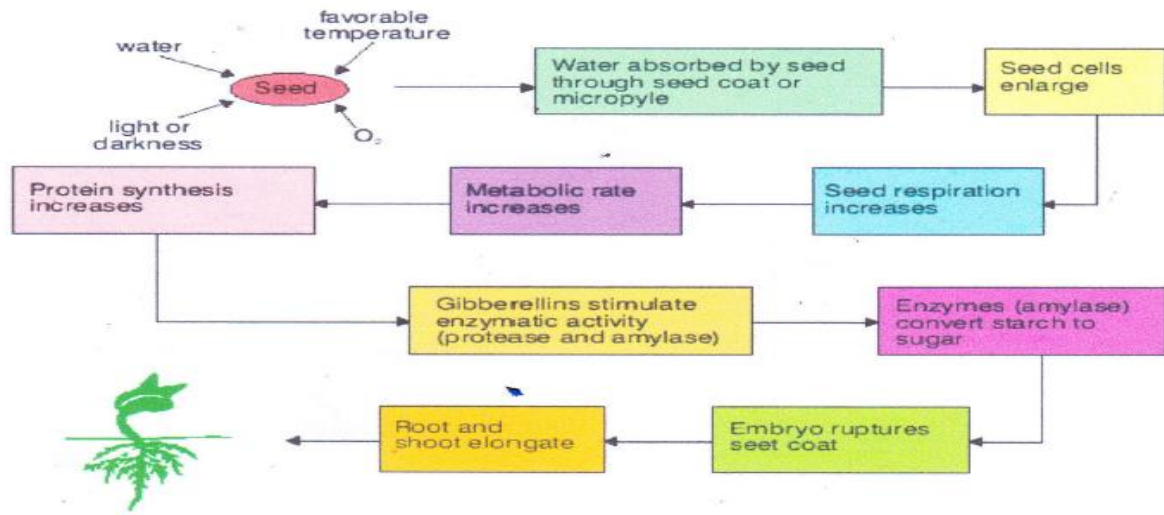 favorable
temperature
water
Seed
light or
darkness
O₂
Water absorbed by seed
through seed coat or
micropyle
Seed cells
enlarge
Seed respiration
increases
Metabolic rate
increases
Protein synthesis
increases
Gibberellins stimulate
enzymatic activity
(protease and amylase)
Enzymes (amylase)
convert starch to
sugar
Embryo ruptures
seet coat
Root and
shoot elongate